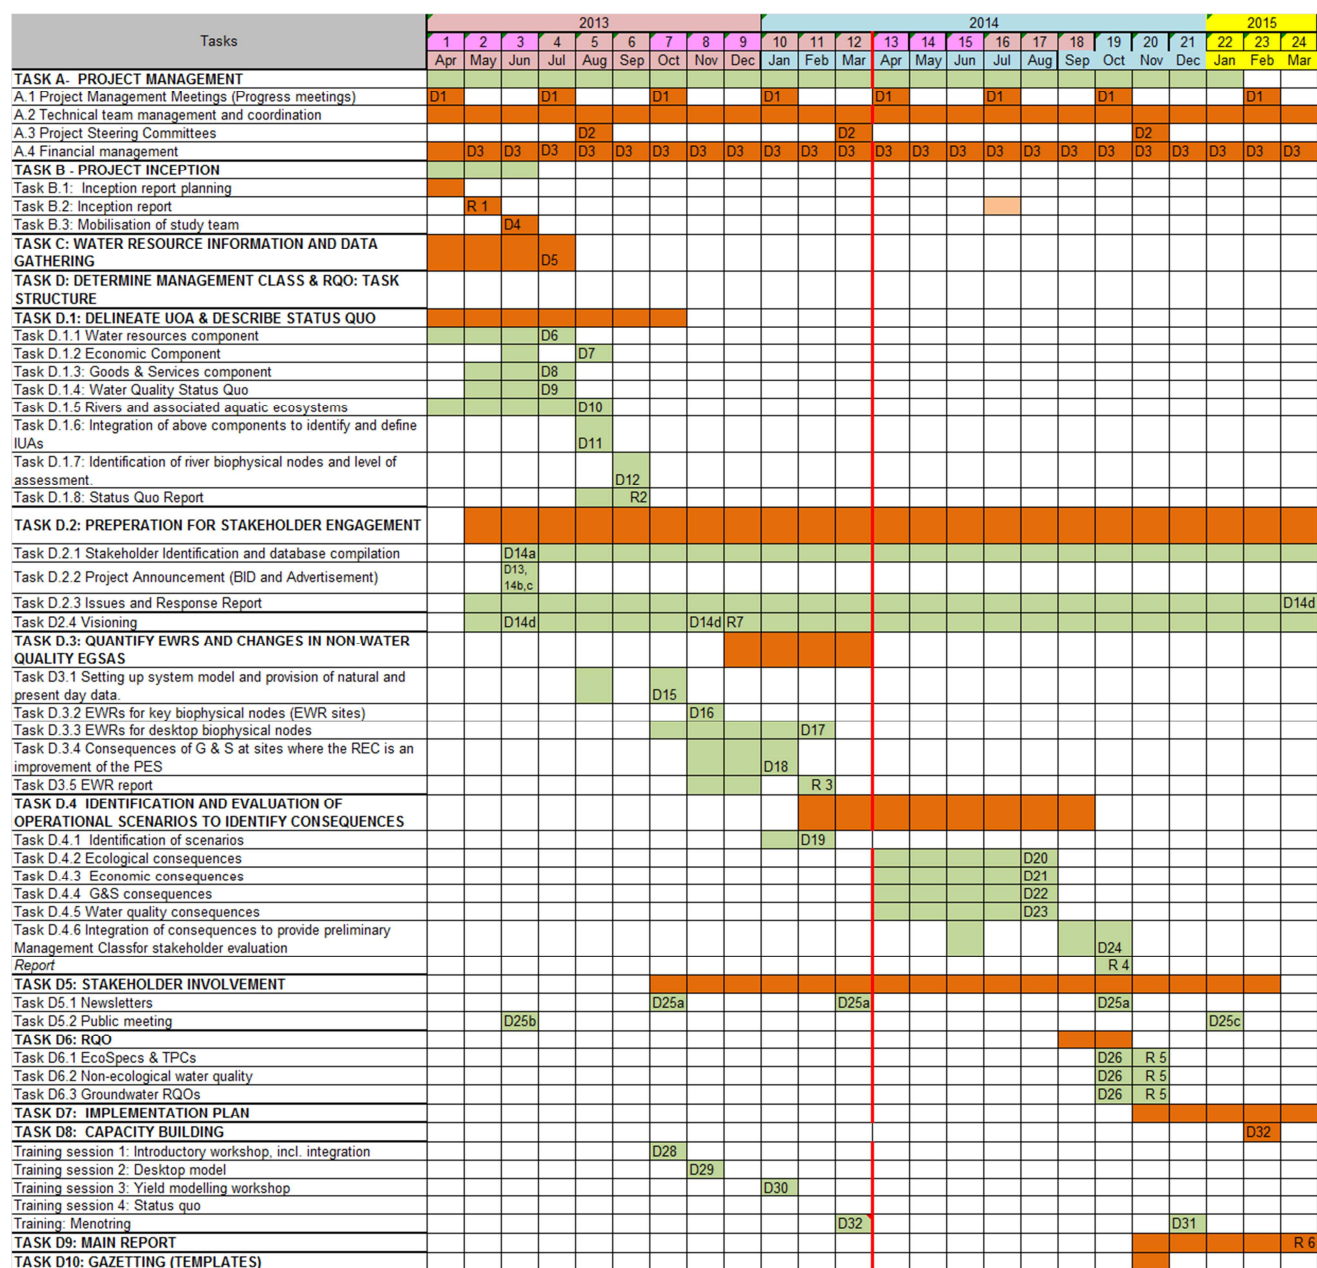 2013 2014 2015
Tasks
1 2 3 4 5 6 7 8 9 10 11 12 13 14 15 16 17 18 19 20 21 22 23 24
Apr May Jun Jul Aug Sep Oct Nov Dec Jan Feb Mar Apr May Jun Jul Aug Sep Oct Nov Dec Jan Feb Mar
TASK A- PROJECT MANAGEMENT
A.1 Project Management Meetings (Progress meetings) D1 D1 D1 D1 D1 D1 D1 D1
A.2 Technical team management and coordination
A.3 Project Steering Committees D2 D2 D2
A.4 Financial management D3 D3 D3 D3 D3 D3 D3 D3 D3 D3 D3 D3 D3 D3 D3 D3 D3 D3 D3 D3 D3 D3 D3
TASK B - PROJECT INCEPTION
Task B.1: Inception report planning
Task B.2: Inception report R 1
Task B.3: Mobilisation of study team D4
TASK C: WATER RESOURCE INFORMATION AND DATA
GATHERING D5
TASK D: DETERMINE MANAGEMENT CLASS & RQO: TASK
STRUCTURE
TASK D.1: DELINEATE UOA & DESCRIBE STATUS QUO
Task D.1.1 Water resources component D6
Task D.1.2 Economic Component D7
Task D.1.3: Goods & Services component D8
Task D.1.4: Water Quality Status Quo D9
Task D.1.5 Rivers and associated aquatic ecosystems D10
Task D.1.6: Integration of above components to identify and define
IUAs D11
Task D.1.7: Identification of river biophysical nodes and level of
assessment. D12
Task D.1.8: Status Quo Report R2
TASK D.2: PREPERATION FOR STAKEHOLDER ENGAGEMENT
Task D.2.1 Stakeholder Identification and database compilation D14a
Task D.2.2 Project Announcement (BID and Advertisement) D13,
14b,c
Task D.2.3 Issues and Response Report D14d
Task D2.4 Visioning D14d D14d R7
TASK D.3: QUANTIFY EWRS AND CHANGES IN NON-WATER
QUALITY EGSAS
Task D3.1 Setting up system model and provision of natural and
present day data. D15
Task D.3.2 EWRs for key biophysical nodes (EWR sites) D16
Task D.3.3 EWRs for desktop biophysical nodes D17
Task D.3.4 Consequences of G & S at sites where the REC is an
improvement of the PES D18
Task D3.5 EWR report R 3
TASK D.4 IDENTIFICATION AND EVALUATION OF
OPERATIONAL SCENARIOS TO IDENTIFY CONSEQUENCES
Task D.4.1 Identification of scenarios D19
Task D.4.2 Ecological consequences D20
Task D.4.3 Economic consequences D21
Task D.4.4 G&S consequences D22
Task D.4.5 Water quality consequences D23
Task D.4.6 Integration of consequences to provide preliminary
Management Classfor stakeholder evaluation D24
Report R 4
TASK D5: STAKEHOLDER INVOLVEMENT
Task D5.1 Newsletters D25a D25a D25a
Task D5.2 Public meeting D25b D25c
TASK D6: RQO
Task D6.1 EcoSpecs & TPCs D26 R 5
Task D6.2 Non-ecological water quality D26 R 5
Task D6.3 Groundwater RQOs D26 R 5
TASK D7: IMPLEMENTATION PLAN
TASK D8: CAPACITY BUILDING D32
Training session 1: Introductory workshop, incl. integration D28
Training session 2: Desktop model D29
Training session 3: Yield modelling workshop D30
Training session 4: Status quo
Training: Menotring D32 D31
TASK D9: MAIN REPORT R 6
TASK D10: GAZETTING (TEMPLATES)